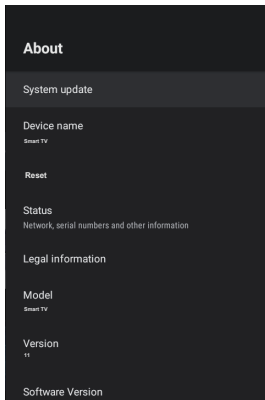 About
System update
Device name
Smart TV
Reset
Status
Network, serial numbers and other information
Legal information
Model
Smart TV
Version
11
Software Version